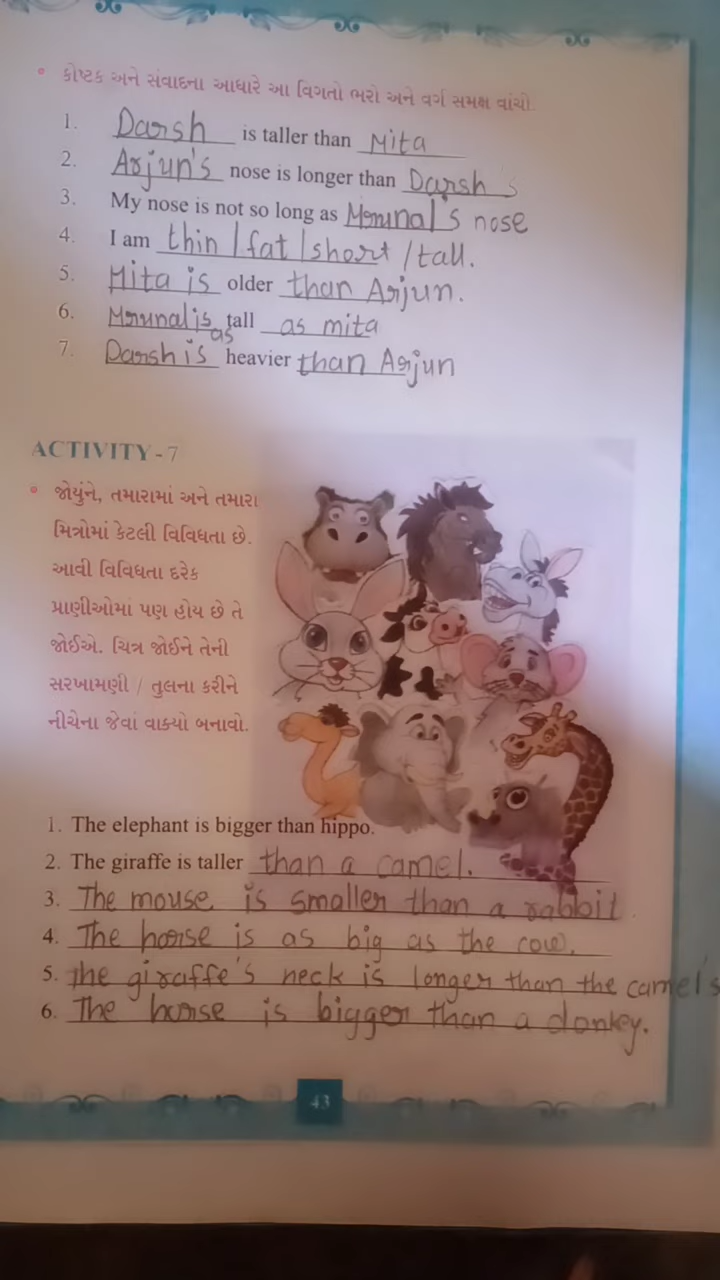 • કોષ્ટક અને સંવાદના આધારે આ વિગતો ભરો અને વર્ગ સમક્ષ વાંચો.
1. Darsh is taller than Mita
2. Arjun's nose is longer than Darsh's
3. My nose is not so long as Mrunal's nose
4. I am thin/fat/short/tall.
5. Mita is older than Arjun.
6. Mrunal is as tall as mita
7. Darsh is heavier than Arjun
ACTIVITY-7
• જોયુંને, તમારામાં અને તમારા
મિત્રોમાં કેટલી વિવિધતા છે.
આવી વિવિધતા દરેક
પ્રાણીઓમાં પણ હોય છે તે
જોઈએ. ચિત્ર જોઈને તેની
સરખામણી / તુલના કરીને
નીચેના જેવાં વાક્યો બનાવો.
1. The elephant is bigger than hippo.
2. The giraffe is taller than a camel.
3. The mouse is smaller than a rabbit.
4. The horse is as big as the cow.
5. The giraffe's neck is longer than the camel's
6. The horse is bigger than a donkey.
43